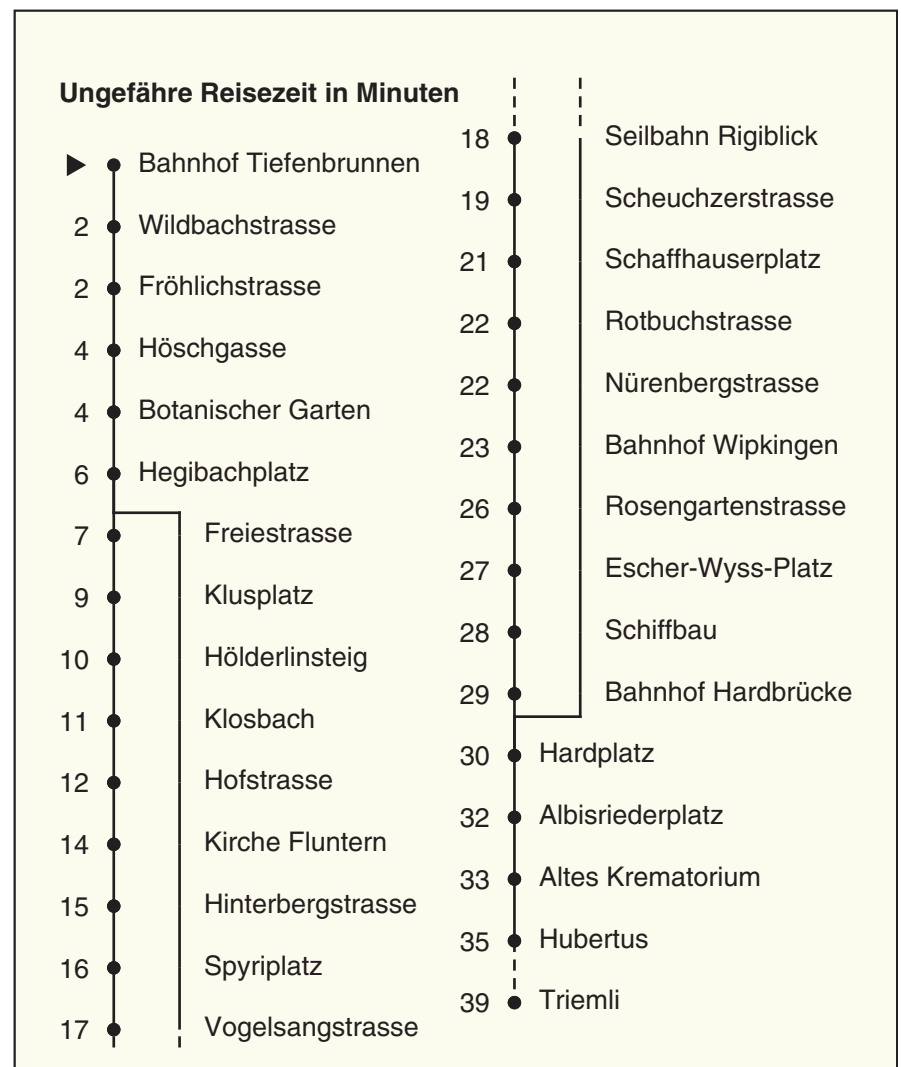 Ungefähre Reisezeit in Minuten
Bahnhof Tiefenbrunnen
2 Wildbachstrasse
2 Fröhlichstrasse
4 Höschgasse
4 Botanischer Garten
6 Hegibachplatz
7 Freiestrasse
9 Klusplatz
10 Hölderlinsteig
11 Klosbach
12 Hofstrasse
14 Kirche Fluntern
15 Hinterbergstrasse
16 Spyriplatz
17 Vogelsangstrasse
18 Seilbahn Rigiblick
19 Scheuchzerstrasse
21 Schaffhauserplatz
22 Rotbuchstrasse
22 Nürenbergstrasse
23 Bahnhof Wipkingen
26 Rosengartenstrasse
27 Escher-Wyss-Platz
28 Schiffbau
29 Bahnhof Hardbrücke
30 Hardplatz
32 Albisriederplatz
33 Altes Krematorium
35 Hubertus
39 Triemli